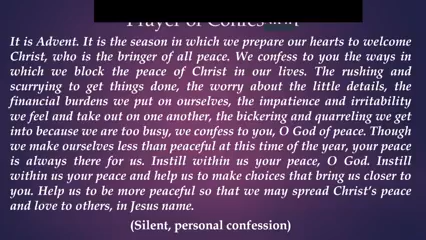 Prayer of
It is Advent. It is the season in which we prepare our hearts to welcome
Christ, who is the bringer of all peace. We confess to you the ways in
which we block the peace of Christ in our lives. The rushing and
scurrying to get things done, the worry about the little details, the
financial burdens we put on ourselves, the impatience and irritability
we feel and take out on one another, the bickering and quarreling we get
into because we are too busy, we confess to you, O God of peace. Though
we make ourselves less than peaceful at this time of the year, your peace
is always there for us. Instill within us your peace, O God. Instill
within us your peace and help us to make choices that bring us closer to
you. Help us to be more peaceful so that we may spread Christ's peace
and love to others, in Jesus name.
(Silent, personal confession)